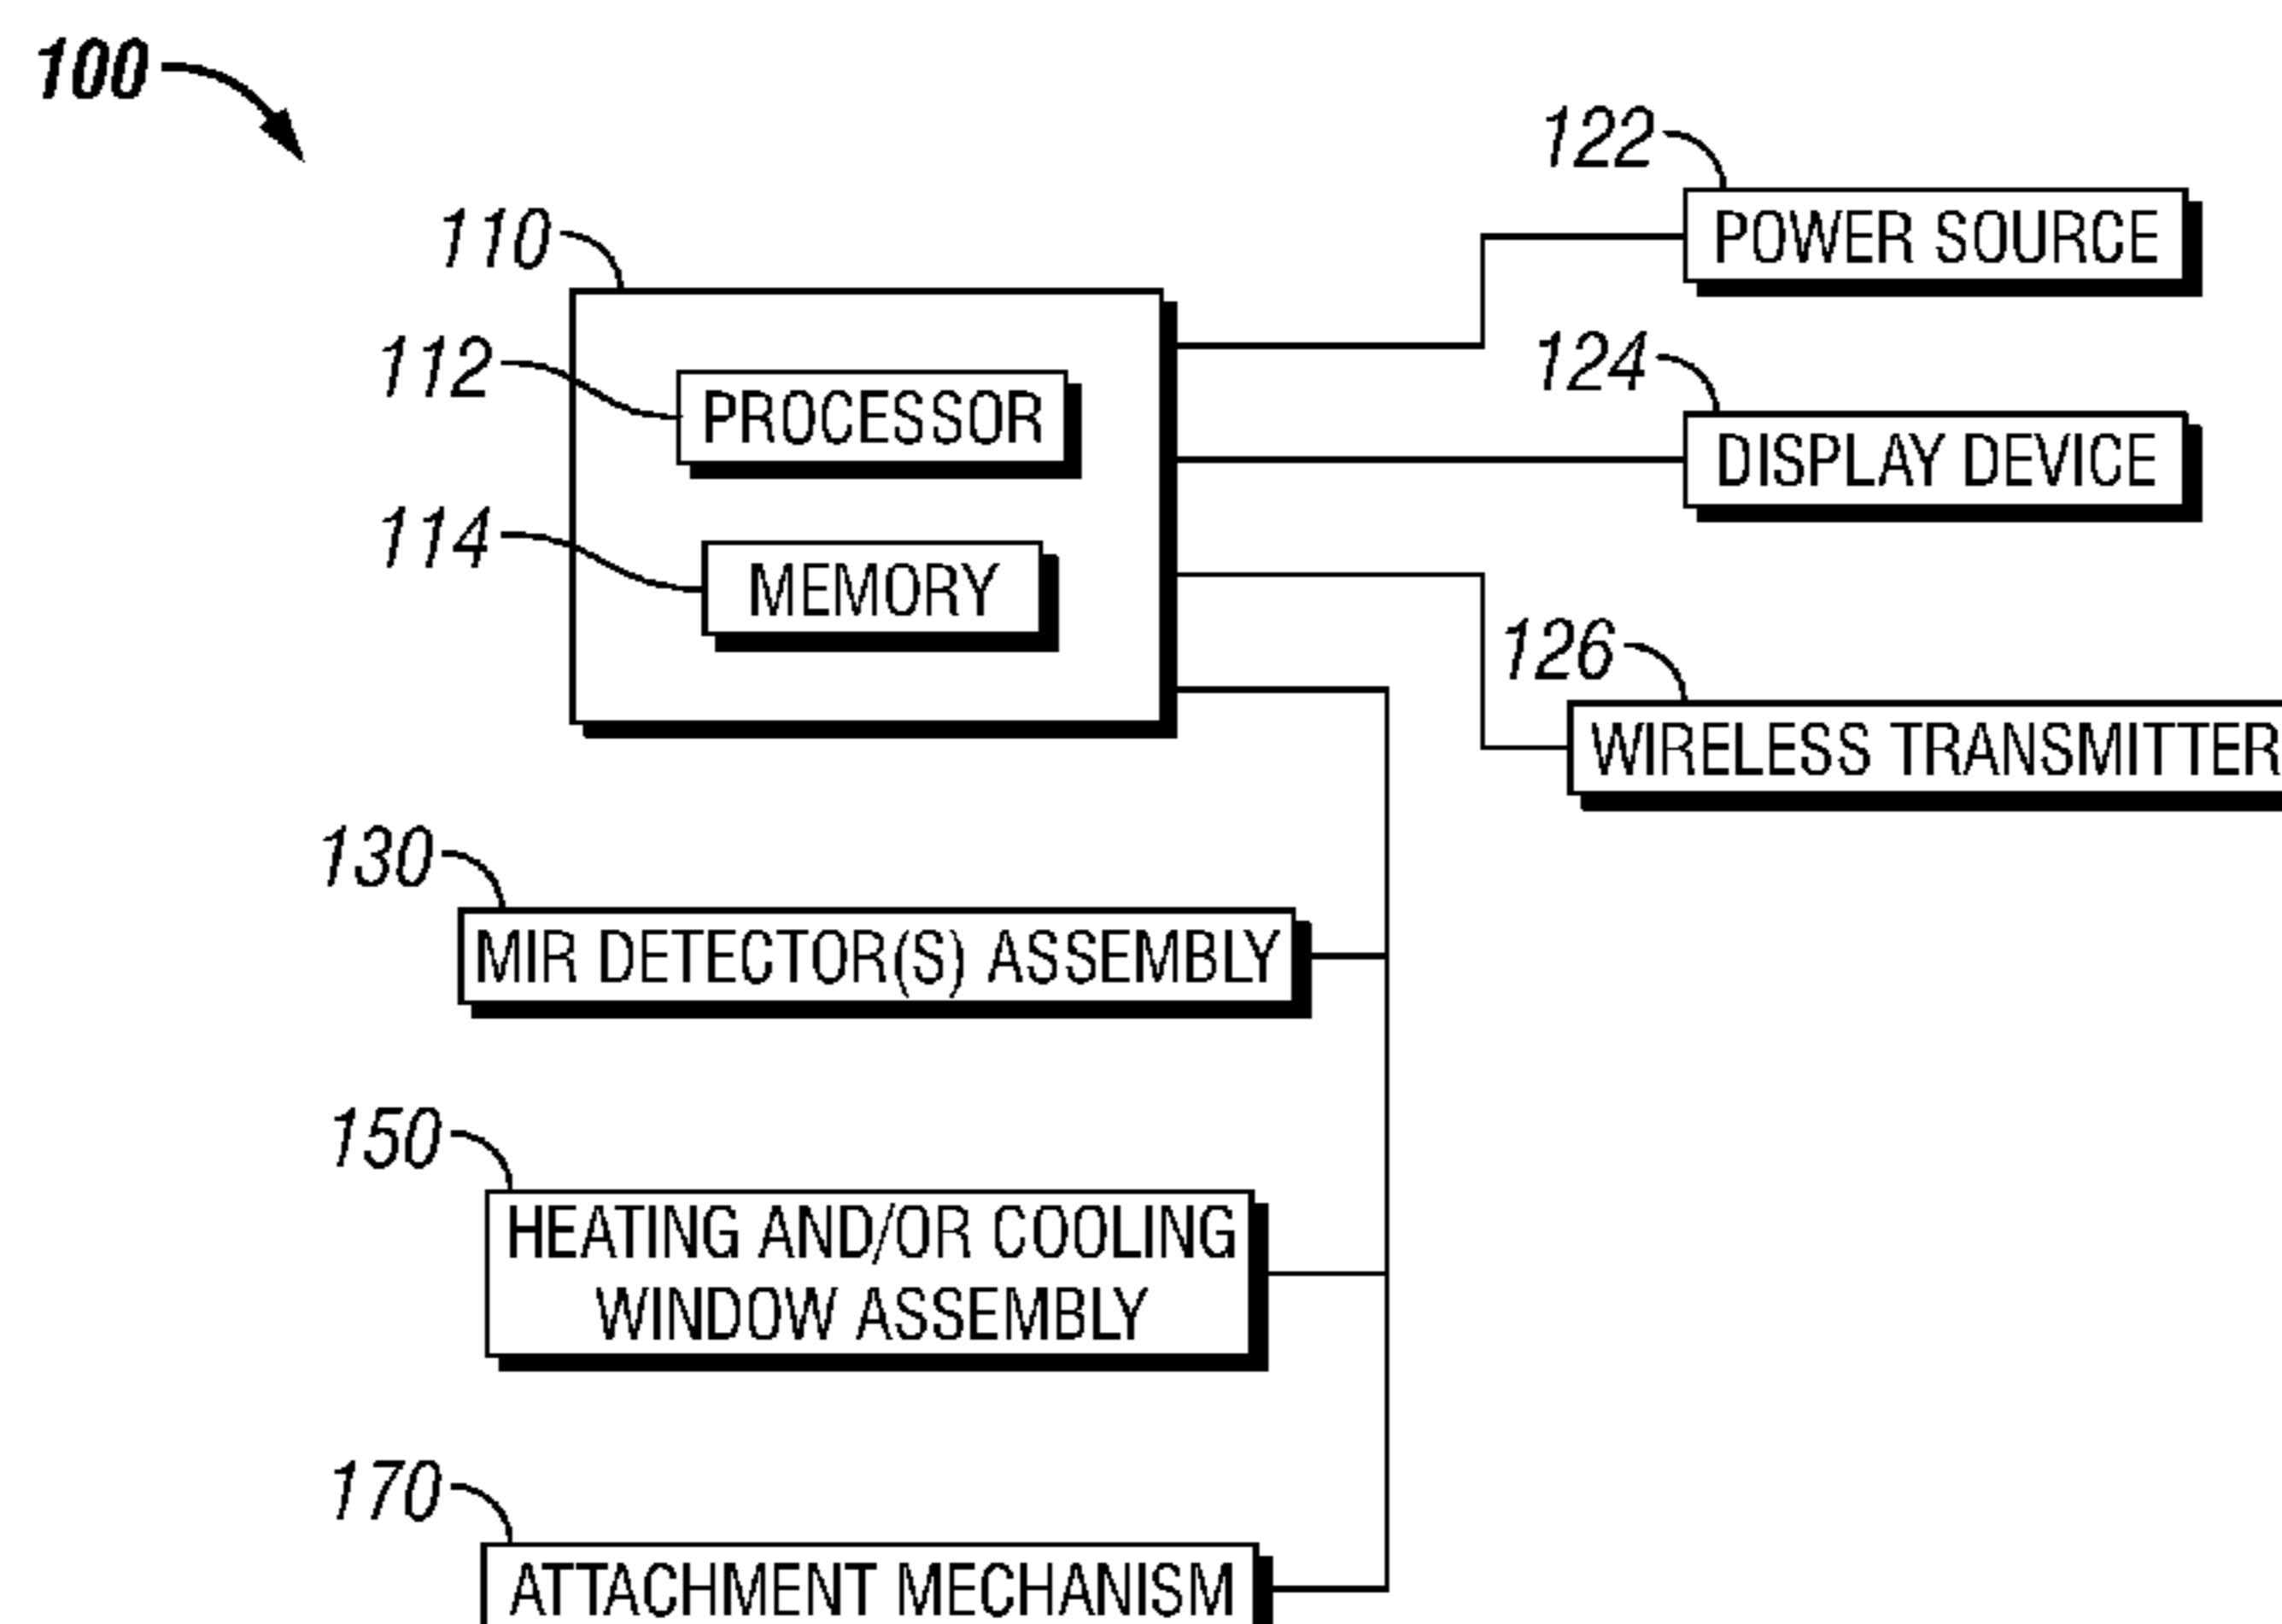 100
122
POWER SOURCE
110
124
DISPLAY DEVICE
112
PROCESSOR
114
MEMORY
126
WIRELESS TRANSMITTER
130
MIR DETECTOR(S) ASSEMBLY
150
HEATING AND/OR COOLING
WINDOW ASSEMBLY
170
ATTACHMENT MECHANISM